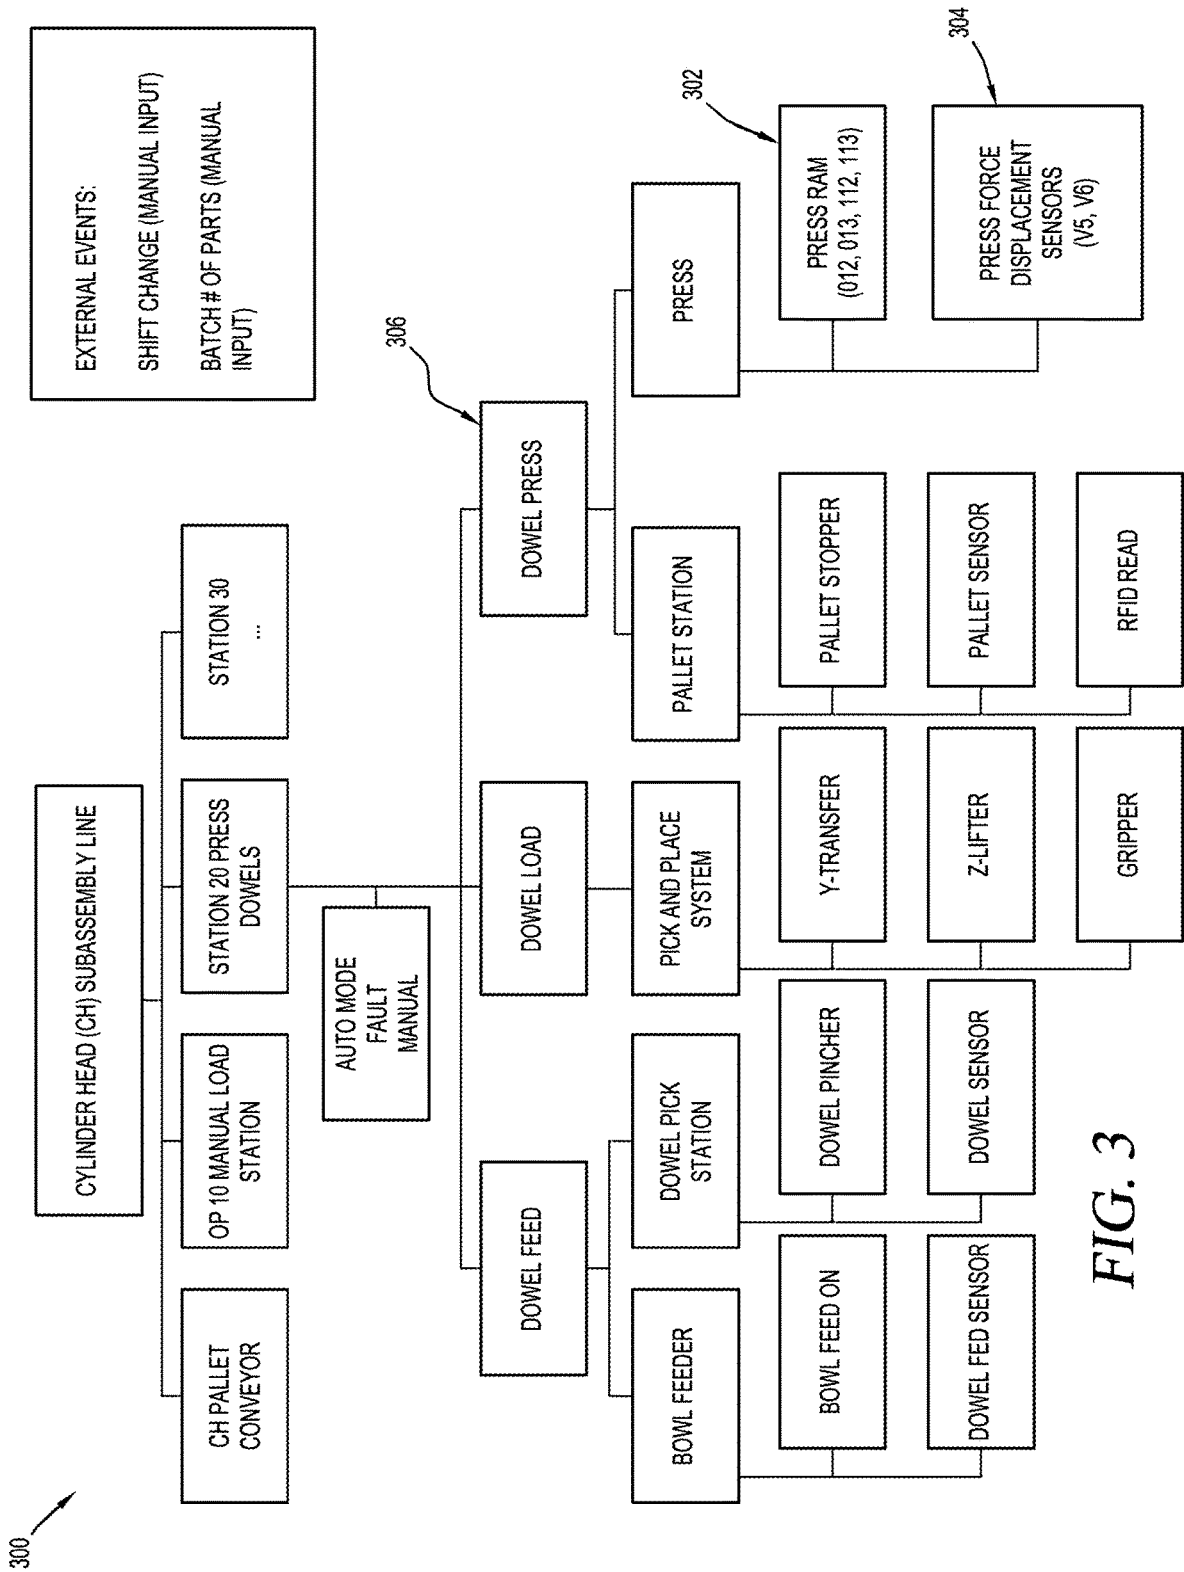 300
CYLINDER HEAD (CH) SUBASSEMBLY LINE
EXTERNAL EVENTS:
SHIFT CHANGE (MANUAL INPUT)
BATCH # OF PARTS (MANUAL
INPUT)
CH PALLET
CONVEYOR
OP 10 MANUAL LOAD
STATION
STATION 20 PRESS
DOWELS
STATION 30
...
AUTO MODE
FAULT
MANUAL
306
DOWEL FEED
DOWEL LOAD
DOWEL PRESS
BOWL FEEDER
DOWEL PICK
STATION
PICK AND PLACE
SYSTEM
PALLET STATION
PRESS
302
BOWL FEED ON
DOWEL PINCHER
Y-TRANSFER
PALLET STOPPER
PRESS RAM
(012, 013, 112, 113)
304
DOWEL FED SENSOR
DOWEL SENSOR
Z-LIFTER
PALLET SENSOR
PRESS FORCE
DISPLACEMENT
SENSORS
(V5, V6)
GRIPPER
RFID READ
FIG. 3